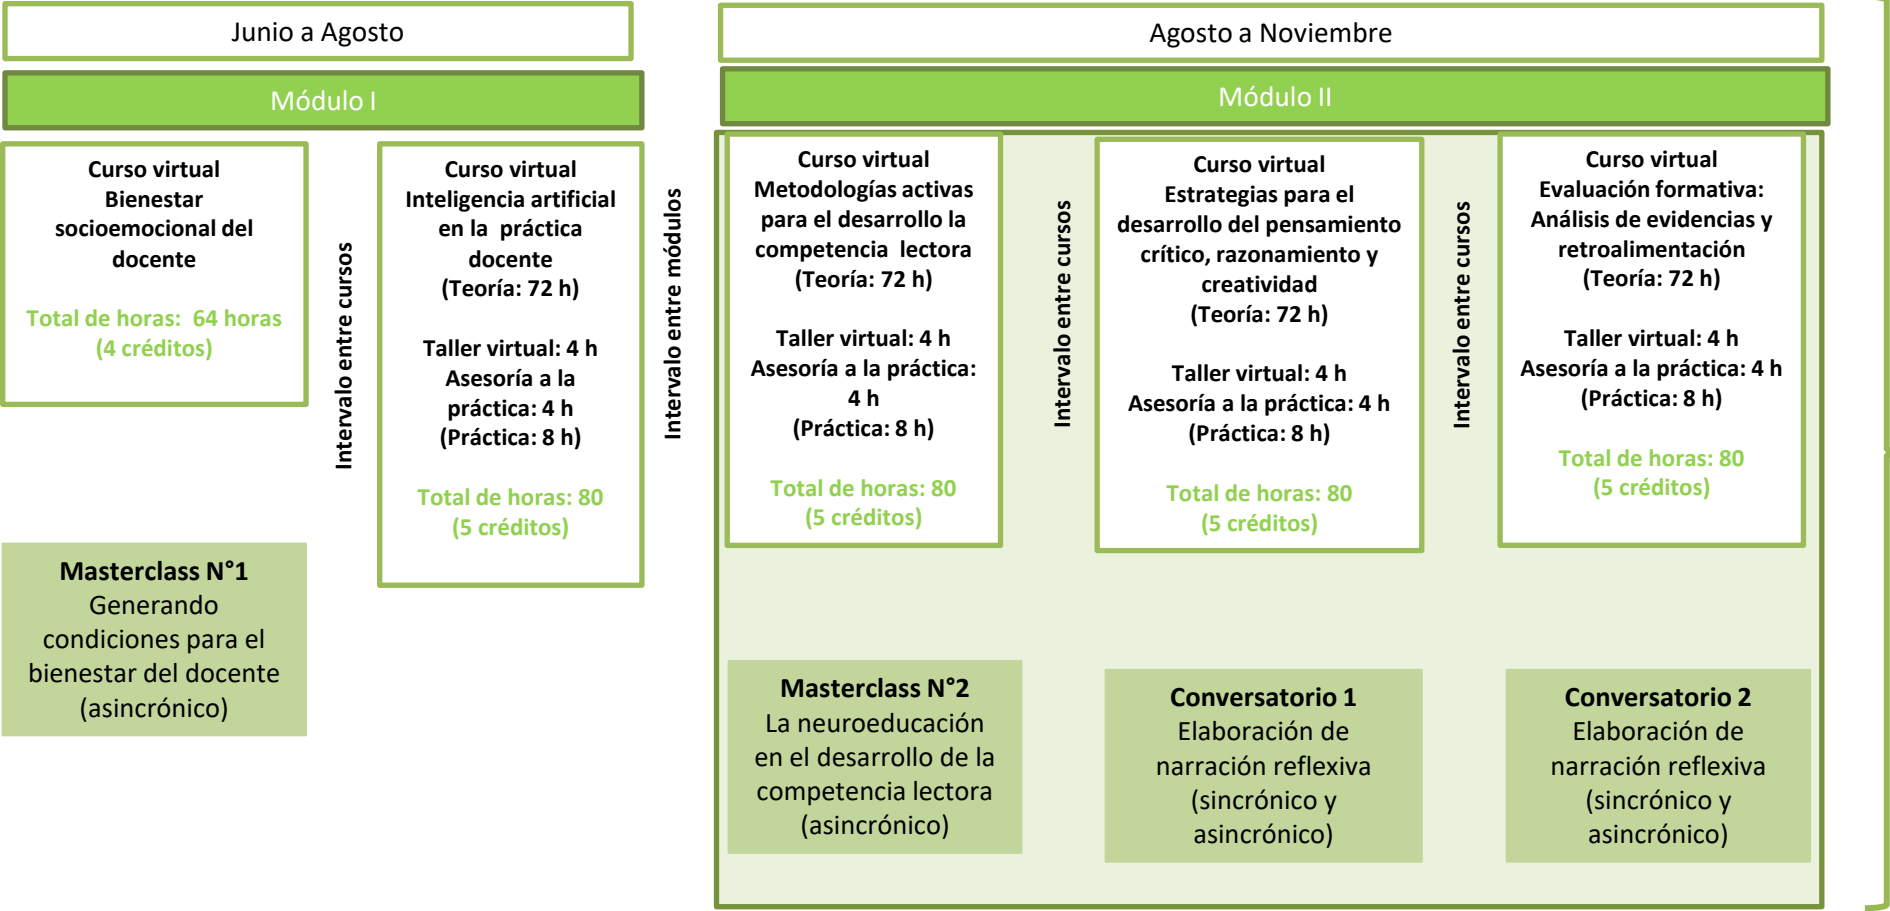 Junio a Agosto
Módulo I
Curso virtual
Bienestar
socioemocional del
docente
Total de horas:  64 horas
(4 créditos)
Masterclass N°1
Generando
condiciones para el
bienestar del docente
(asincrónico)
Intervalo entre cursos
Curso virtual
Inteligencia artificial
en la  práctica
docente
(Teoría: 72 h)
Taller virtual: 4 h
Asesoría a la
práctica: 4 h
(Práctica: 8 h)
Total de horas: 80
(5 créditos)
Intervalo entre módulos
Agosto a Noviembre
Módulo II
Curso virtual
Metodologías activas
para el desarrollo la
competencia  lectora
(Teoría: 72 h)
Taller virtual: 4 h
Asesoría a la práctica:
4 h
(Práctica: 8 h)
Total de horas: 80
(5 créditos)
Masterclass N°2
La neuroeducación
en el desarrollo de la
competencia lectora
(asincrónico)
Intervalo entre cursos
Curso virtual
Estrategias para el
desarrollo del pensamiento
crítico, razonamiento y
creatividad
(Teoría: 72 h)
Taller virtual: 4 h
Asesoría a la práctica: 4 h
(Práctica: 8 h)
Total de horas: 80
(5 créditos)
Conversatorio 1
Elaboración de
narración reflexiva
(sincrónico y
asincrónico)
Intervalo entre cursos
Curso virtual
Evaluación formativa:
Análisis de evidencias y
retroalimentación
(Teoría: 72 h)
Taller virtual: 4 h
Asesoría a la práctica: 4 h
(Práctica: 8 h)
Total de horas: 80
(5 créditos)
Conversatorio 2
Elaboración de
narración reflexiva
(sincrónico y
asincrónico)